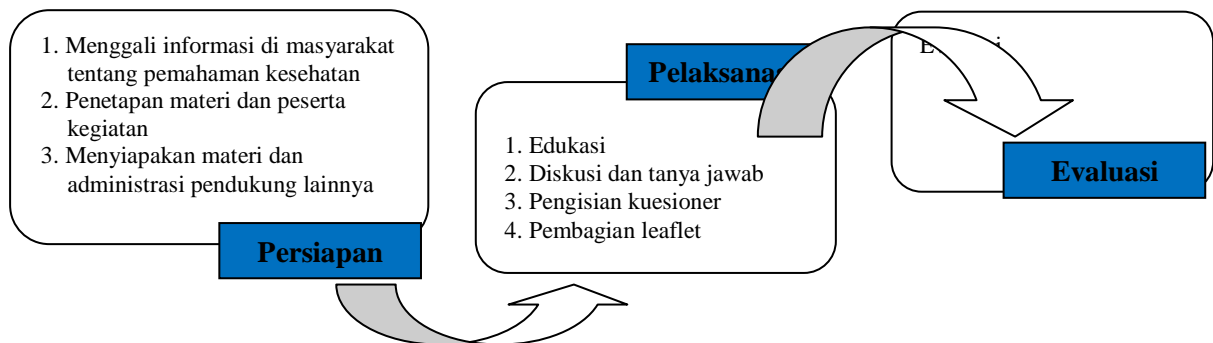 1. Menggali informasi di masyarakat
tentang pemahaman kesehatan
2. Penetapan materi dan peserta
kegiatan
3. Menyiapakan materi dan
administrasi pendukung lainnya
Persiapan
Pelaksanaa
1. Edukasi
2. Diskusi dan tanya jawab
3. Pengisian kuesioner
4. Pembagian leaflet
Evaluasi